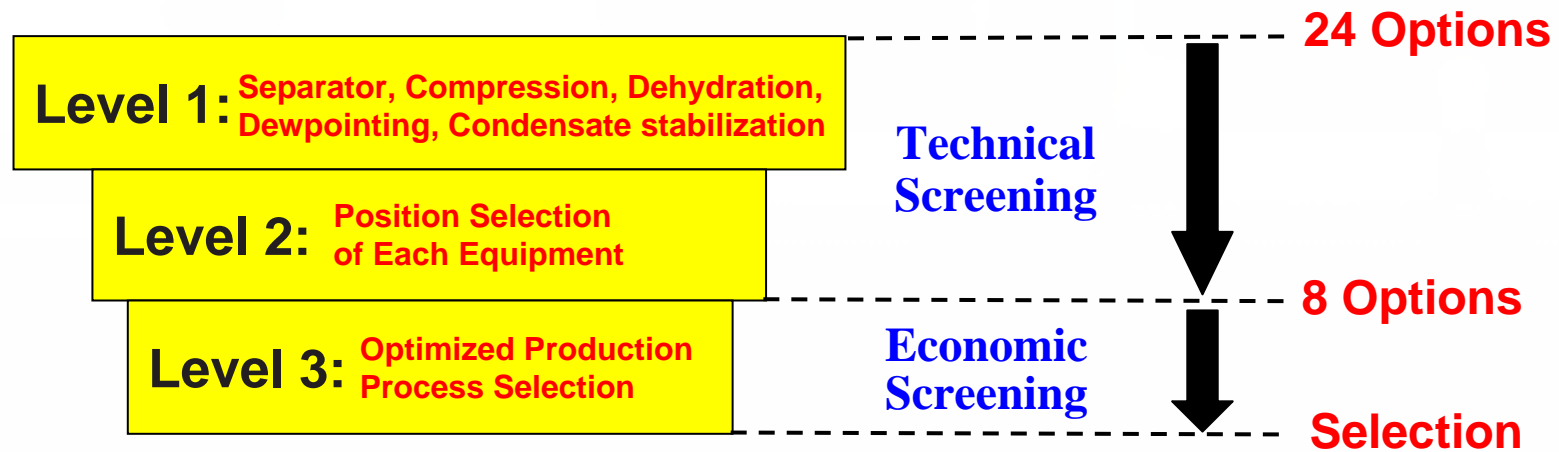 24 Options
Level 1: Separator, Compression, Dehydration,
Dewpointing, Condensate stabilization
Technical
Screening
Level 2: Position Selection
of Each Equipment
8 Options
Level 3: Optimized Production
Process Selection
Economic
Screening
Selection